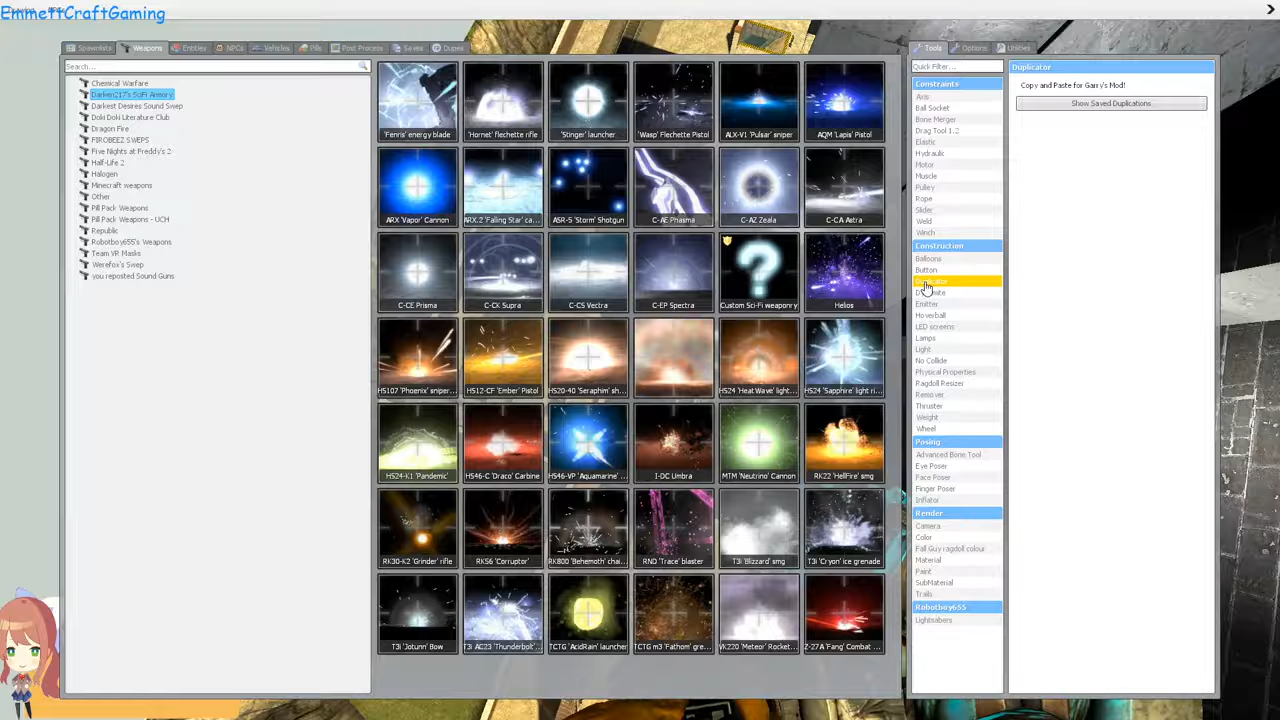 EmmettCraftGaming
Spawnlists Weapons Entities NPCs Vehicles Pills Post Process Saves Dupes
Search...
Chemical Warfare
Darken217's SciFi Armory
Darkest Desires Sound Swep
Doki Doki Literature Club
Dragon Fire
FIROBEEZ SWEPS
Five Nights at Freddy's 2
Half-Life 2
Halogen
Minecraft weapons
Other
Pill Pack Weapons
Pill Pack Weapons - UCH
Republic
Robotboy655's Weapons
Team VR Masks
Werefox's Swep
you reposted Sound Guns
'Fenris' energy blade 'Hornet' flechette rifle 'Stinger' launcher 'Wasp' Flechette Pistol ALX-V1 'Pulsar' sniper AQM 'Lapis' Pistol
ARX 'Vapor' Cannon ARX.2 'Falling Star' ca... ASR-5 'Storm' Shotgun C-AE Phasma C-AZ Zeala C-CA Astra
C-CE Prisma C-CK Supra C-CS Vectra C-EP Spectra Custom Sci-Fi weaponry Helios
HS107 'Phoenix' sniper... HS12-CF 'Ember' Pistol HS20-40 'Seraphim' sh... HS24 'HeatWave' light... HS24 'Sapphire' light ri...
HS24-K1 'Pandemic' HS46-C 'Draco' Carbine HS46-VP 'Aquamarine'... I-DC Umbra MTM 'Neutrino' Cannon RK22 'HellFire' smg
RK30-K2 'Grinder' rifle RK56 'Corruptor' RK800 'Behemoth' chai... RND 'Trace' blaster T3i 'Blizzard' smg T3i 'Cryon' ice grenade
T3i 'Jotunn' Bow T3i AC23 'Thunderbolt'... TCTG 'AcidRain' launcher TCTG m3 'Fathom' gre... VK220 'Meteor' Rocket... Z-27A 'Fang' Combat ...
Tools Options Utilities
Quick Filter...
Constraints
Axis
Ball Socket
Bone Merger
Drag Tool 1.2
Elastic
Hydraulic
Motor
Muscle
Pulley
Rope
Slider
Weld
Winch
Construction
Balloons
Button
Duplicator
Dynamite
Emitter
Hoverball
LED screens
Lamps
Light
No Collide
Physical Properties
Ragdoll Resizer
Remover
Thruster
Weight
Wheel
Posing
Advanced Bone Tool
Eye Poser
Face Poser
Finger Poser
Inflator
Render
Camera
Color
Fall Guy ragdoll colour
Material
Paint
SubMaterial
Trails
Robotboy655
Lightsabers
Duplicator
Copy and Paste for Garry's Mod!
Show Saved Duplications